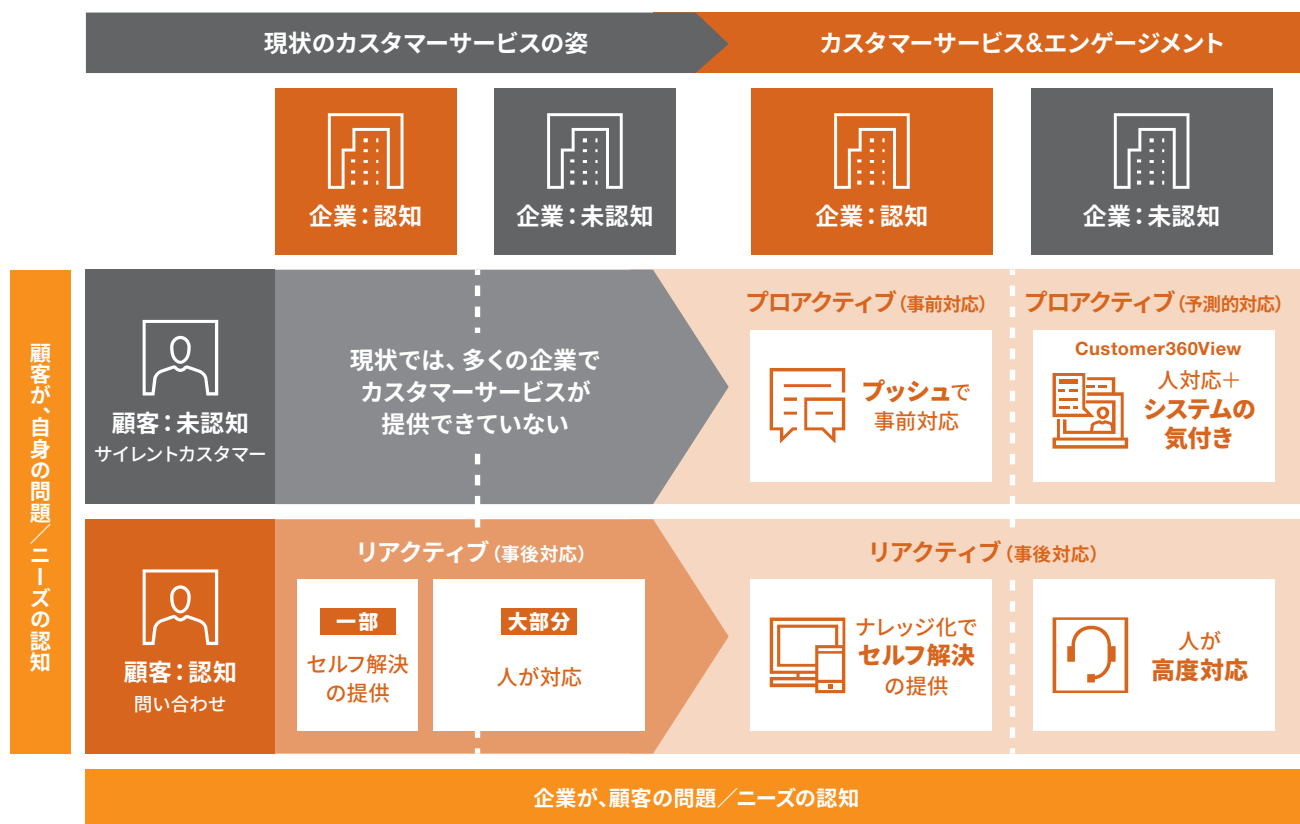 現状のカスタマーサービスの姿
カスタマーサービス&エンゲージメント
企業：認知
企業：未認知
企業：認知
企業：未認知
顧客が、自身の問題／ニーズの認知
顧客：未認知
サイレントカスタマー
現状では、多くの企業で
カスタマーサービスが
提供できていない
プロアクティブ（事前対応）
プッシュで
事前対応
プロアクティブ（予測的対応）
Customer360View
人対応＋
システムの
気付き
顧客：認知
問い合わせ
リアクティブ（事後対応）
一部
セルフ解決
の提供
大部分
人が対応
リアクティブ（事後対応）
ナレッジ化で
セルフ解決
の提供
人が
高度対応
企業が、顧客の問題／ニーズの認知